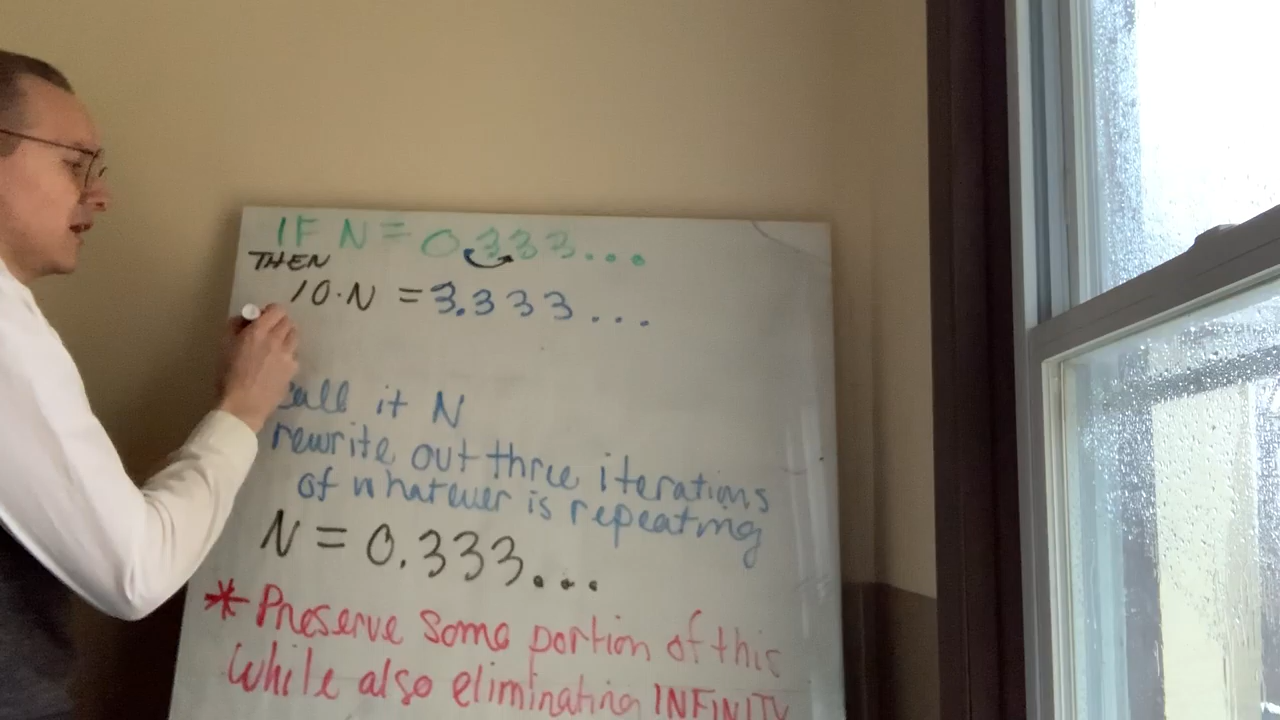 IF N = 0.333...
THEN
10·N = 3.333...
call it N
rewrite out three iterations
of whatever is repeating
N = 0.333...
* Preserve some portion of this
while also eliminating INFINITY